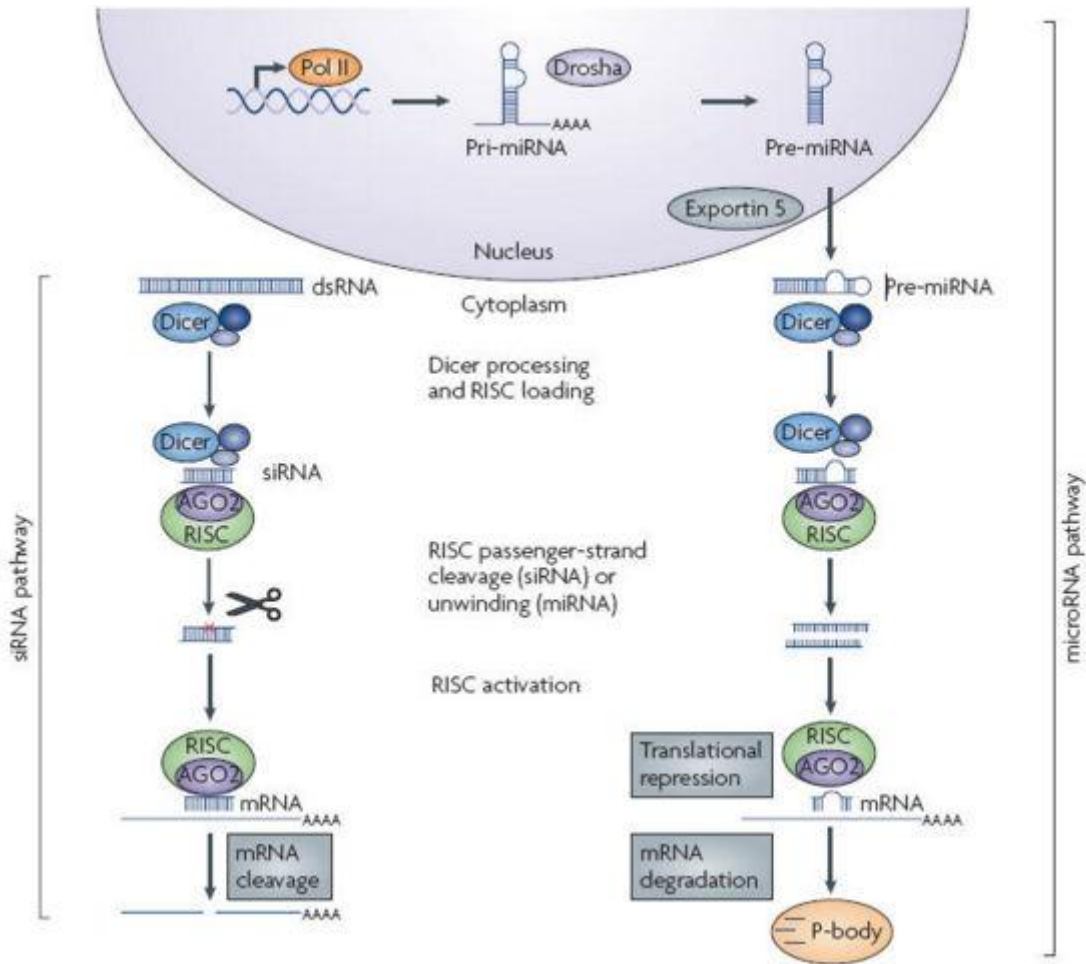 Pol II
Drosha
AAAA
Pri-miRNA
Pre-miRNA
Exportin 5
Nucleus
dsRNA
Cytoplasm
Pre-miRNA
Dicer
Dicer
Dicer processing
and RISC loading
Dicer
Dicer
siRNA
AGO2
RISC
AGO2
RISC
RISC passenger-strand
cleavage (siRNA) or
unwinding (miRNA)
siRNA pathway
microRNA pathway
RISC activation
RISC
AGO2
mRNA
AAAA
Translational
repression
RISC
AGO2
mRNA
AAAA
mRNA
cleavage
AAAA
mRNA
degradation
P-body